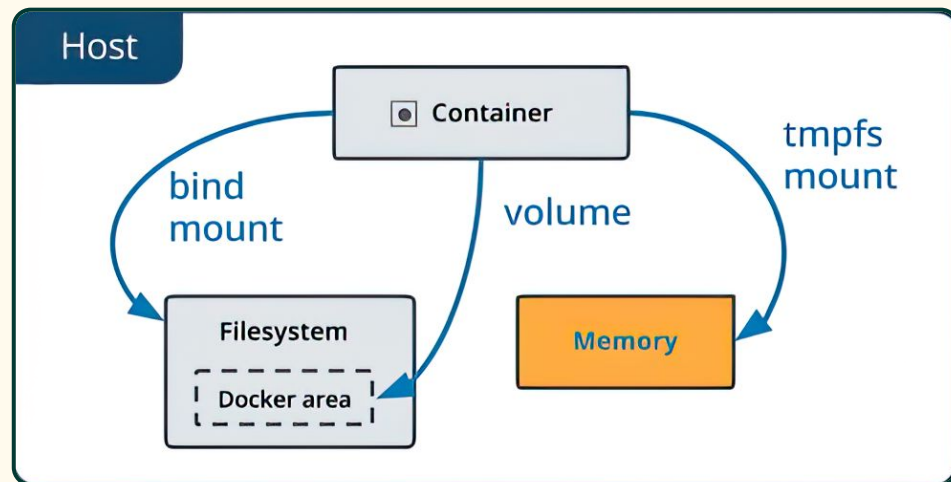 Host
Container
bind
mount
volume
tmpfs
mount
Filesystem
Docker area
Memory